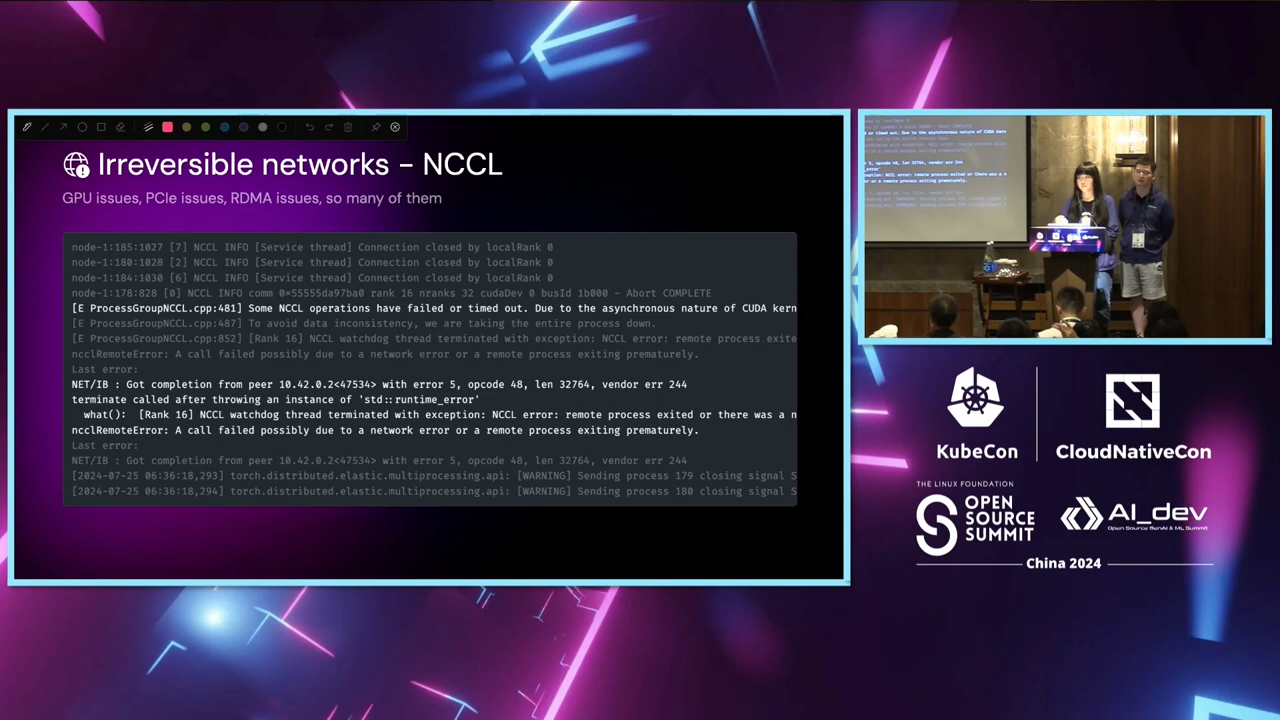 Irreversible networks – NCCL
GPU issues, PCIe issues, RDMA issues, so many of them
node-1:185:1027 [7] NCCL INFO [Service thread] Connection closed by localRank 0
node-1:180:1028 [2] NCCL INFO [Service thread] Connection closed by localRank 0
node-1:184:1030 [6] NCCL INFO [Service thread] Connection closed by localRank 0
node-1:178:828 [0] NCCL INFO comm 0×55555da97ba0 rank 16 nranks 32 cudaDev 0 busId 1b000 - Abort COMPLETE
[E ProcessGroupNCCL.cpp:481] Some NCCL operations have failed or timed out. Due to the asynchronous nature of CUDA kern
[E ProcessGroupNCCL.cpp:487] To avoid data inconsistency, we are taking the entire process down.
[E ProcessGroupNCCL.cpp:852] [Rank 16] NCCL watchdog thread terminated with exception: NCCL error: remote process exite
ncclRemoteError: A call failed possibly due to a network error or a remote process exiting prematurely.
Last error:
NET/IB : Got completion from peer 10.42.0.2<47534> with error 5, opcode 48, len 32764, vendor err 244
terminate called after throwing an instance of 'std::runtime_error'
what(): [Rank 16] NCCL watchdog thread terminated with exception: NCCL error: remote process exited or there was a n
ncclRemoteError: A call failed possibly due to a network error or a remote process exiting prematurely.
Last error:
NET/IB : Got completion from peer 10.42.0.2<47534> with error 5, opcode 48, len 32764, vendor err 244
[2024-07-25 06:36:18,293] torch.distributed.elastic.multiprocessing.api: [WARNING] Sending process 179 closing signal S
[2024-07-25 06:36:18,294] torch.distributed.elastic.multiprocessing.api: [WARNING] Sending process 180 closing signal S
KubeCon
CloudNativeCon
THE LINUX FOUNDATION
OPEN
SOURCE
SUMMIT
AI_dev
Open Source GenAI & ML Summit
China 2024